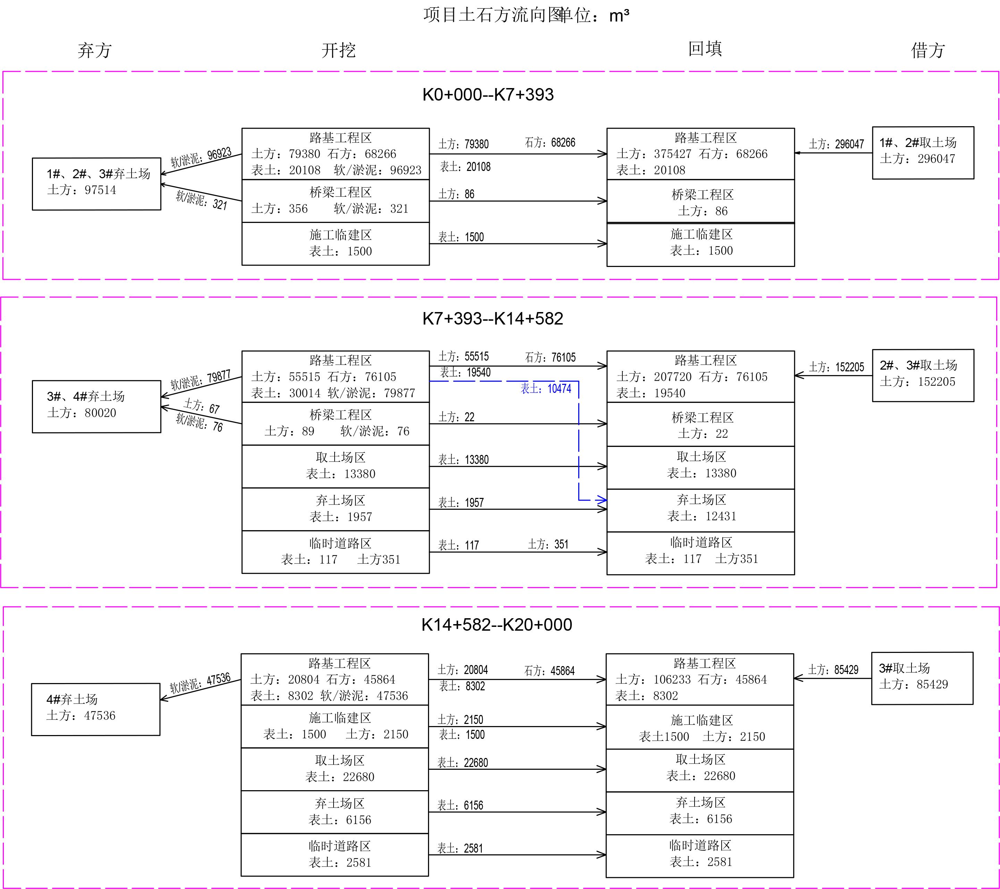 项目土石方流向图单位：m³
弃方
开挖
回填
借方
K0+000--K7+393
1#、2#、3#弃土场
土方：97514
软/淤泥：96923
软/淤泥：321
路基工程区
土方：79380 石方：68266
表土：20108 软/淤泥：96923
桥梁工程区
土方：356 软/淤泥：321
施工临建区
表土：1500
土方：79380 石方：68266
表土：20108
土方：86
表土：1500
路基工程区
土方：375427 石方：68266
表土：20108
桥梁工程区
土方：86
施工临建区
表土：1500
土方：296047
1#、2#取土场
土方：296047
K7+393--K14+582
3#、4#弃土场
土方：80020
软/淤泥：79877
土方：67
软/淤泥：76
路基工程区
土方：55515 石方：76105
表土：30014 软/淤泥：79877
桥梁工程区
土方：89 软/淤泥：76
取土场区
表土：13380
弃土场区
表土：1957
临时道路区
表土：117 土方351
土方：55515 石方：76105
表土：19540
表土：10474
土方：22
表土：13380
表土：1957
表土：117 土方：351
路基工程区
土方：207720 石方：76105
表土：19540
桥梁工程区
土方：22
取土场区
表土：13380
弃土场区
表土：12431
临时道路区
表土：117 土方351
土方：152205
2#、3#取土场
土方：152205
K14+582--K20+000
4#弃土场
土方：47536
软/淤泥：47536
路基工程区
土方：20804 石方：45864
表土：8302 软/淤泥：47536
施工临建区
表土：1500 土方：2150
取土场区
表土：22680
弃土场区
表土：6156
临时道路区
表土：2581
土方：20804 石方：45864
表土：8302
土方：2150
表土：1500
表土：22680
表土：6156
表土：2581
路基工程区
土方：106233 石方：45864
表土：8302
施工临建区
表土1500 土方：2150
取土场区
表土：22680
弃土场区
表土：6156
临时道路区
表土：2581
土方：85429
3#取土场
土方：85429